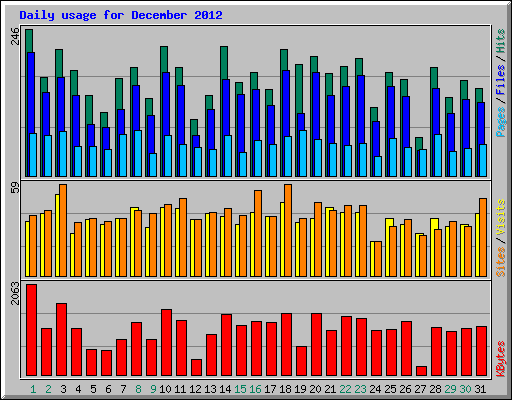 Daily usage for December 2012
246
Pages / Files / Hits
59
Sites / Visits
2063
KBytes
1 2 3 4 5 6 7 8 9 10 11 12 13 14 15 16 17 18 19 20 21 22 23 24 25 26 27 28 29 30 31